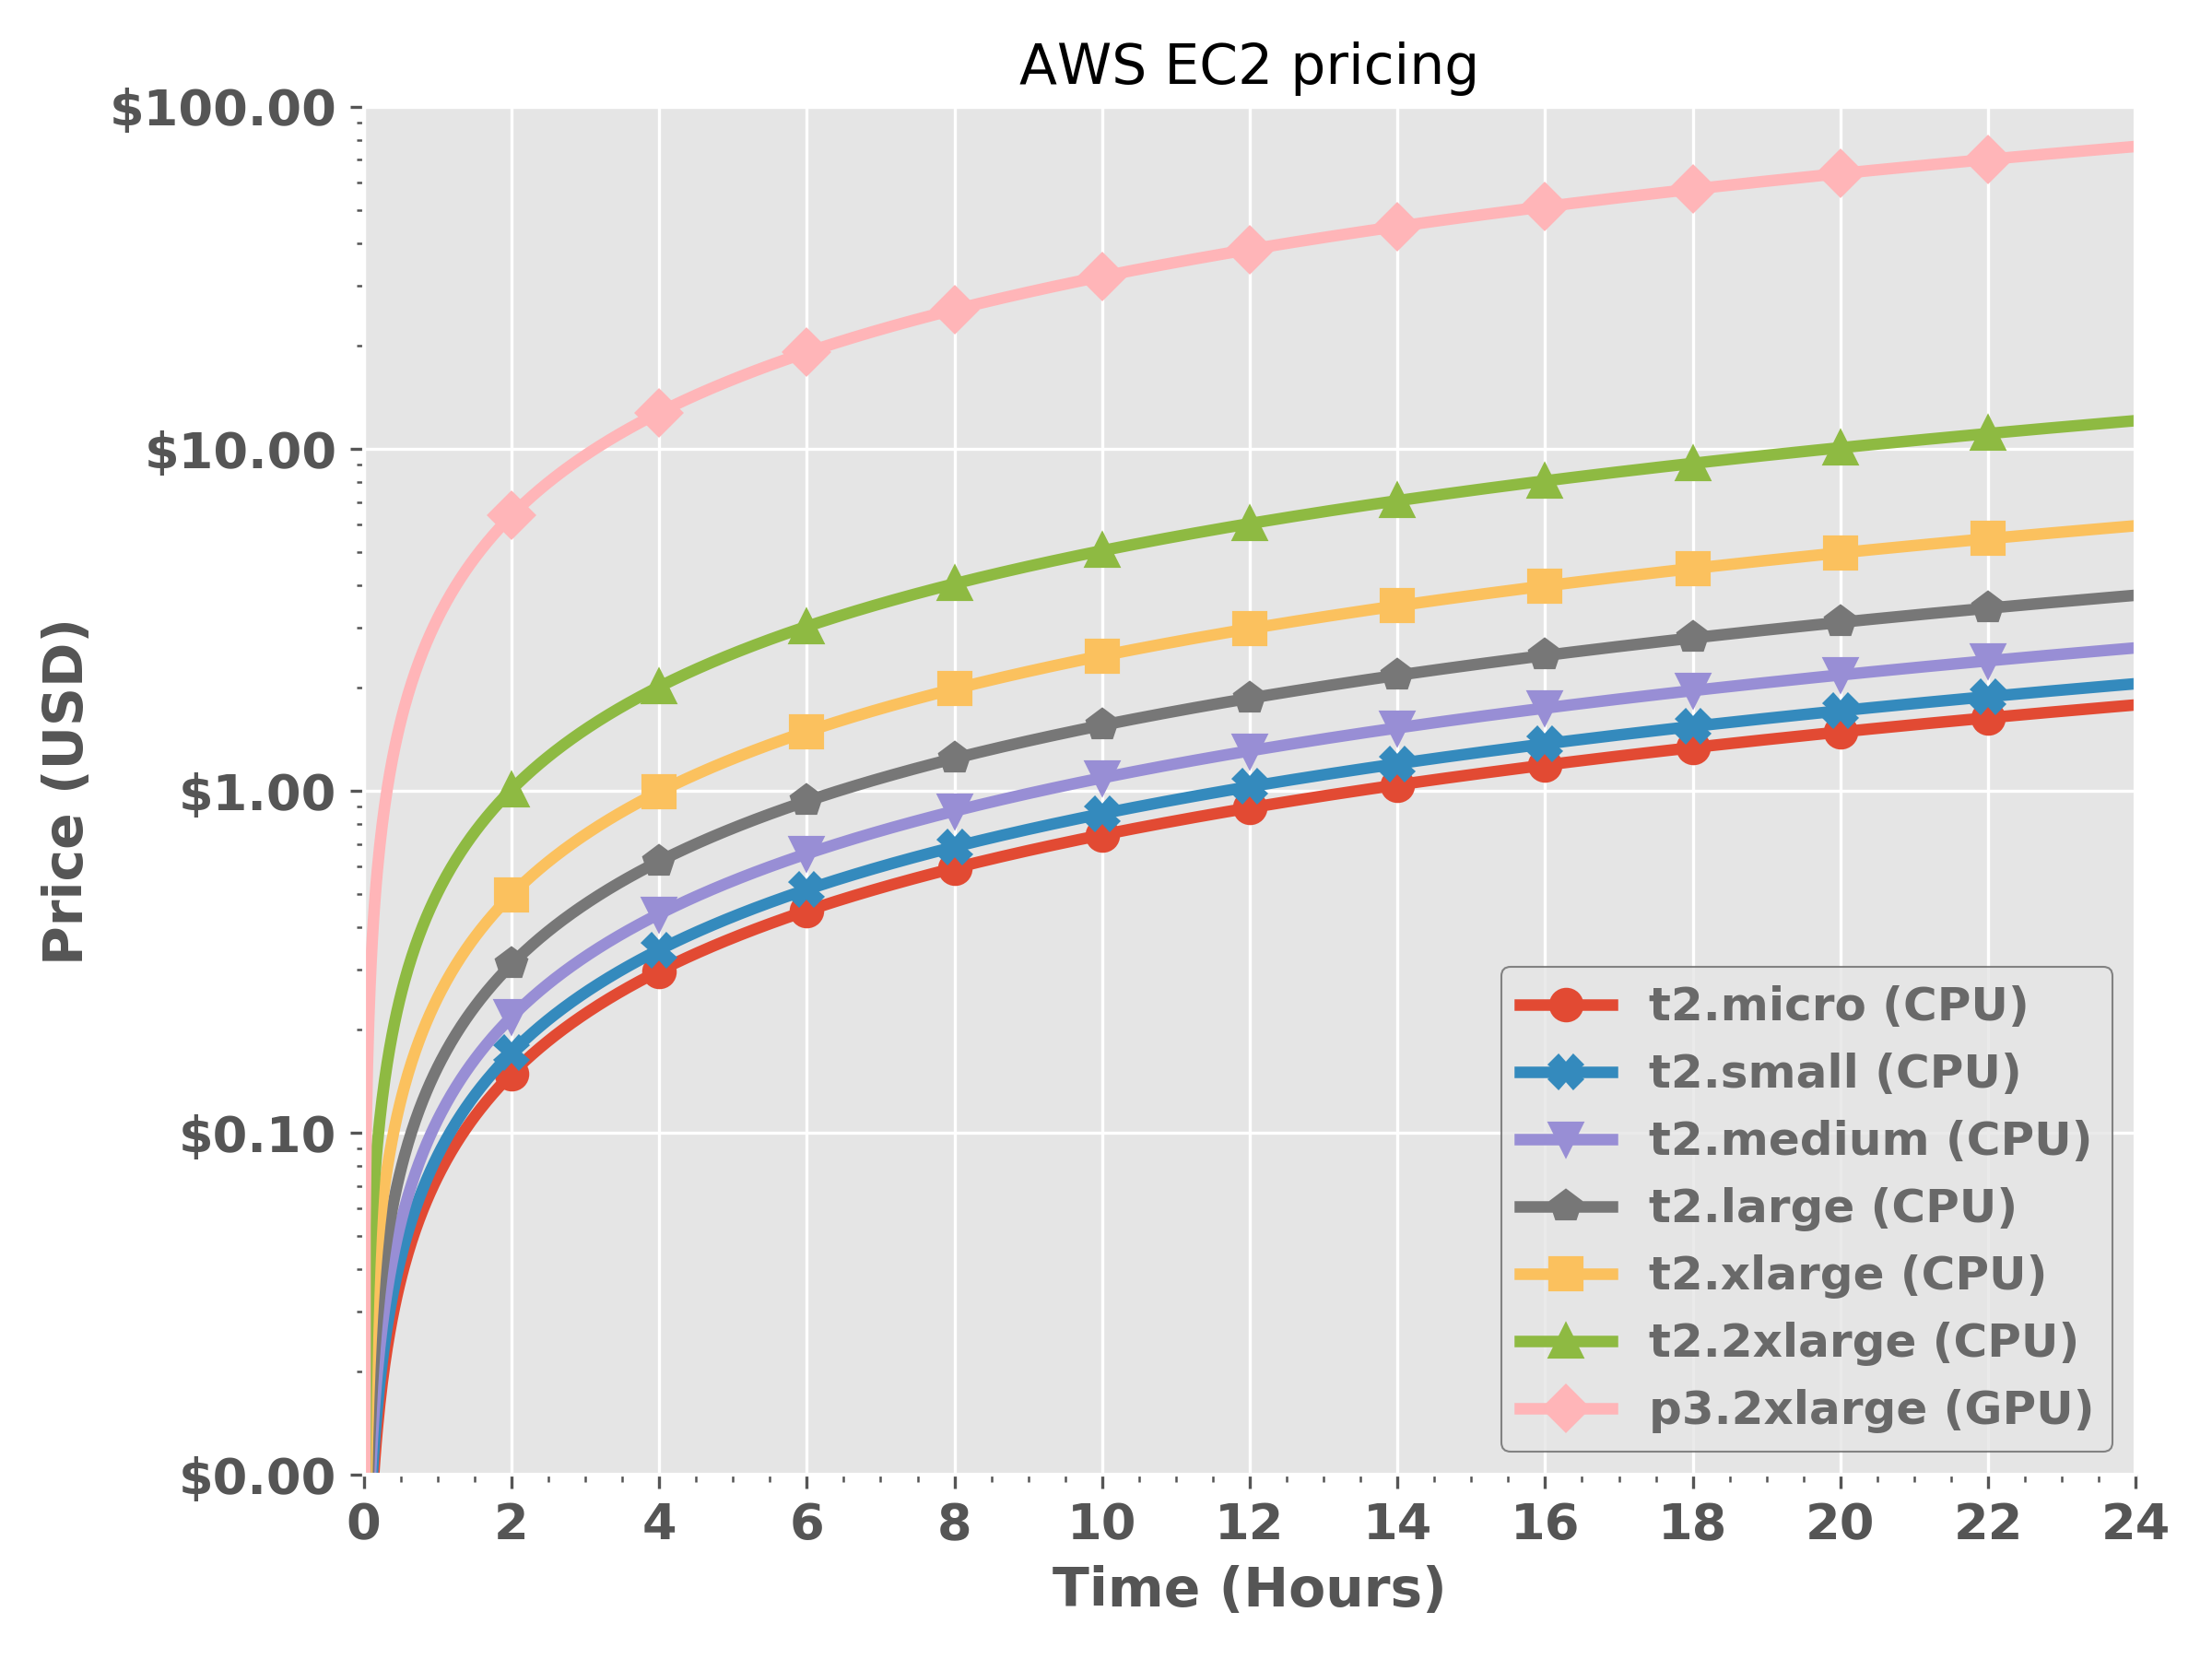 AWS EC2 pricing
$100.00
$10.00
$1.00
$0.10
$0.00
Price (USD)
0 2 4 6 8 10 12 14 16 18 20 22 24
Time (Hours)
t2.micro (CPU)
t2.small (CPU)
t2.medium (CPU)
t2.large (CPU)
t2.xlarge (CPU)
t2.2xlarge (CPU)
p3.2xlarge (GPU)